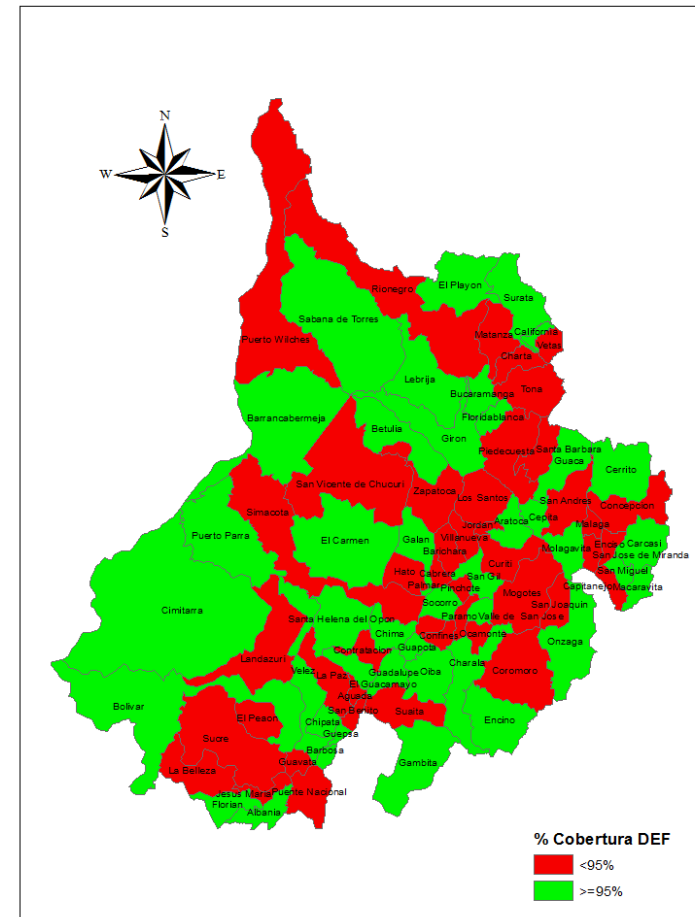 N
W E
S
Rionegro
El Playon
Surata
Sabana de Torres
California
Matanza
Vetas
Puerto Wilches
Charta
Lebrija
Tona
Bucaramanga
Barrancabermeja
Floridablanca
Betulia
Giron
Piedecuesta
Santa Barbara
Guaca
Cerrito
San Vicente de Chucuri
Zapatoca
Los Santos
San Andres
Concepcion
Simacota
Jordan
Aratoca
Cepita
Malaga
Puerto Parra
El Carmen
Galan
Villanueva
Enciso
Carcasi
Barichara
Molagavita
San Jose de Miranda
Hato
Cabrera
San Gil
Curiti
San Miguel
Palmar
Pinchote
Mogotes
Capitanejo
Macaravita
Cimitarra
Socorro
San Joaquin
Santa Helena del Opon
Paramo
Valle de San Jose
Chima
Confines
Ocamonte
Onzaga
Contratacion
Guapota
Landazuri
Velez
La Paz
Guadalupe
Oiba
Charala
Coromoro
El Guacamayo
Aguada
Bolivar
San Benito
Suaita
El Penon
Chipata
Encino
Sucre
Guepsa
Barbosa
Guavata
Gambita
La Belleza
Jesus Maria
Puente Nacional
Florian
Albania
% Cobertura DEF
<95%
>=95%